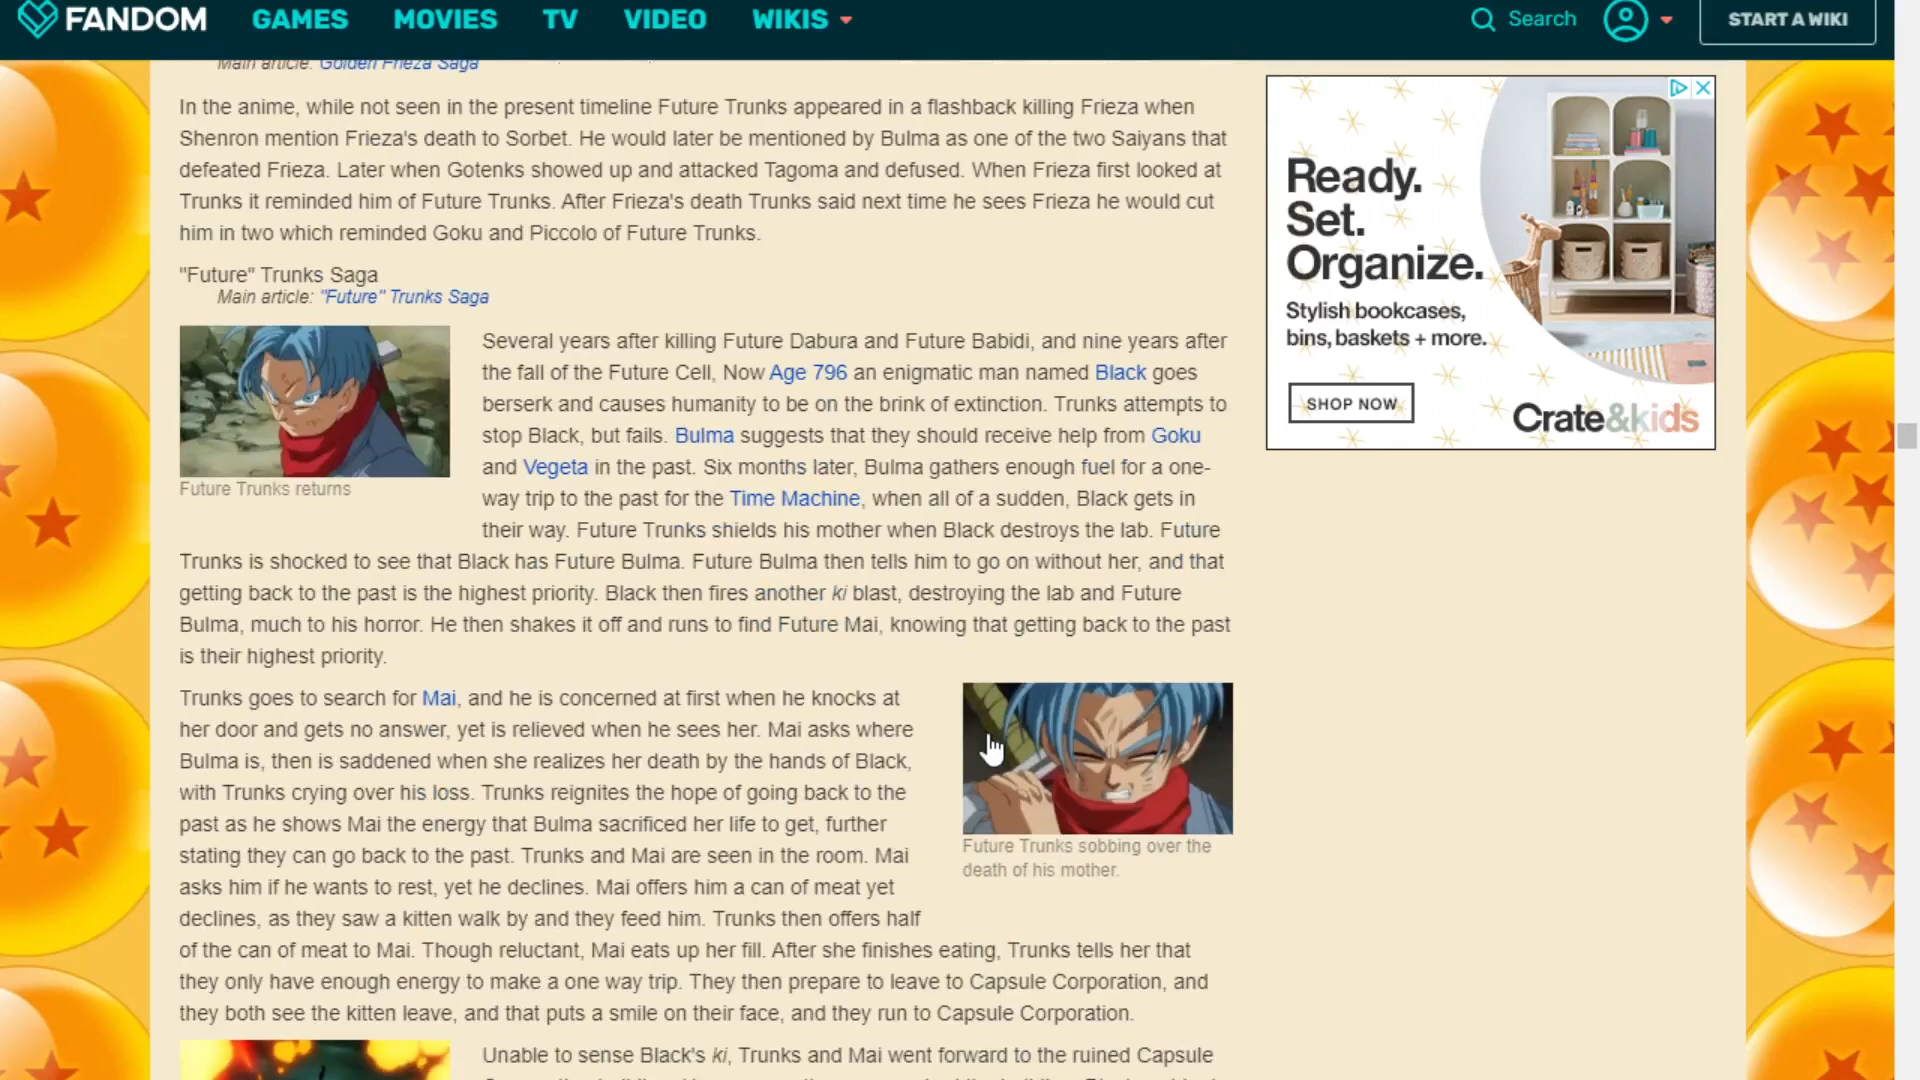 FANDOM
GAMES
MOVIES
TV
VIDEO
WIKIS
Search
START A WIKI
Main article: Golden Frieza Saga
In the anime, while not seen in the present timeline Future Trunks appeared in a flashback killing Frieza when
Shenron mention Frieza's death to Sorbet. He would later be mentioned by Bulma as one of the two Saiyans that
defeated Frieza. Later when Gotenks showed up and attacked Tagoma and defused. When Frieza first looked at
Trunks it reminded him of Future Trunks. After Frieza's death Trunks said next time he sees Frieza he would cut
him in two which reminded Goku and Piccolo of Future Trunks.
"Future" Trunks Saga
Main article: "Future" Trunks Saga
Several years after killing Future Dabura and Future Babidi, and nine years after
the fall of the Future Cell, Now Age 796 an enigmatic man named Black goes
berserk and causes humanity to be on the brink of extinction. Trunks attempts to
stop Black, but fails. Bulma suggests that they should receive help from Goku
and Vegeta in the past. Six months later, Bulma gathers enough fuel for a one-
way trip to the past for the Time Machine, when all of a sudden, Black gets in
their way. Future Trunks shields his mother when Black destroys the lab. Future
Future Trunks returns
Trunks is shocked to see that Black has Future Bulma. Future Bulma then tells him to go on without her, and that
getting back to the past is the highest priority. Black then fires another ki blast, destroying the lab and Future
Bulma, much to his horror. He then shakes it off and runs to find Future Mai, knowing that getting back to the past
is their highest priority.
Trunks goes to search for Mai, and he is concerned at first when he knocks at
her door and gets no answer, yet is relieved when he sees her. Mai asks where
Bulma is, then is saddened when she realizes her death by the hands of Black,
with Trunks crying over his loss. Trunks reignites the hope of going back to the
past as he shows Mai the energy that Bulma sacrificed her life to get, further
stating they can go back to the past. Trunks and Mai are seen in the room. Mai
asks him if he wants to rest, yet he declines. Mai offers him a can of meat yet
declines, as they saw a kitten walk by and they feed him. Trunks then offers half
of the can of meat to Mai. Though reluctant, Mai eats up her fill. After she finishes eating, Trunks tells her that
they only have enough energy to make a one way trip. They then prepare to leave to Capsule Corporation, and
they both see the kitten leave, and that puts a smile on their face, and they run to Capsule Corporation.
Future Trunks sobbing over the
death of his mother.
Unable to sense Black's ki, Trunks and Mai went forward to the ruined Capsule
Ready.
Set.
Organize.
Stylish bookcases,
bins, baskets + more.
SHOP NOW
Crate&kids